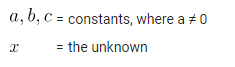 a, b, c = constants, where a ≠ 0
x = the unknown